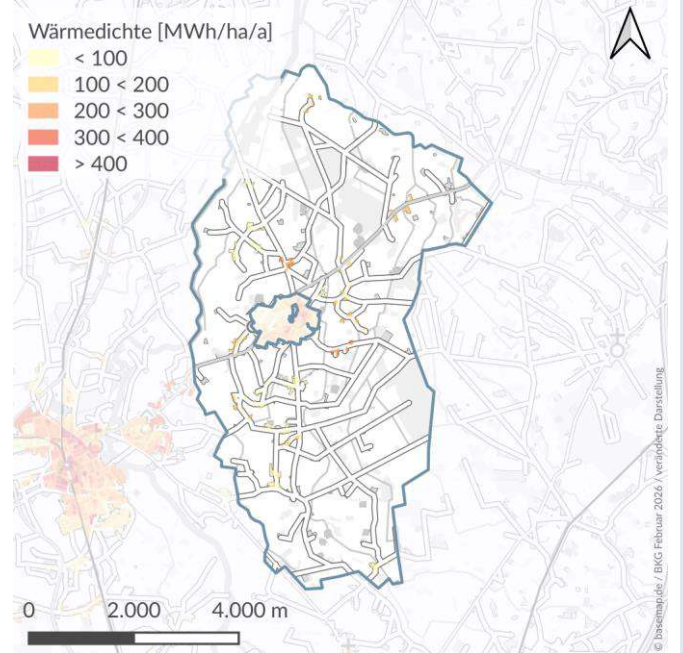 Wärmedichte [MWh/ha/a]
< 100
100 < 200
200 < 300
300 < 400
> 400
0 2.000 4.000 m
© basemap.de / BKG Februar 2026 / veränderte Darstellung